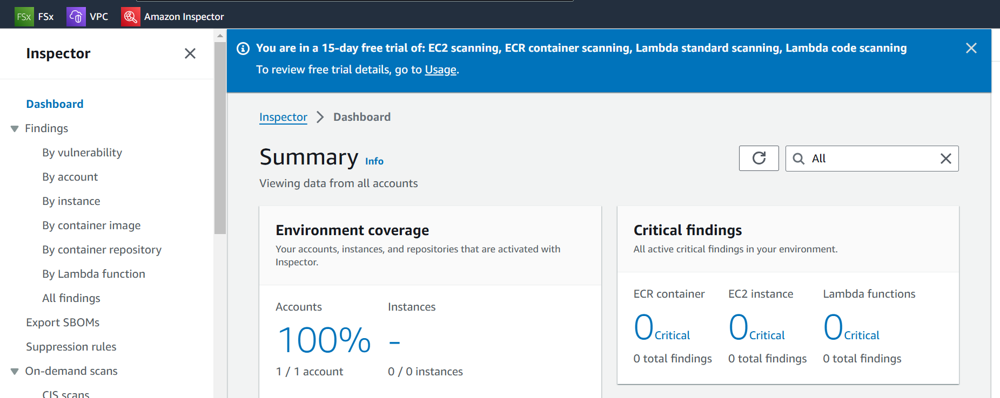 FSx FSx VPC Amazon Inspector
Inspector
Dashboard
Findings
By vulnerability
By account
By instance
By container image
By container repository
By Lambda function
All findings
Export SBOMs
Suppression rules
On-demand scans
CIS scans
You are in a 15-day free trial of: EC2 scanning, ECR container scanning, Lambda standard scanning, Lambda code scanning
To review free trial details, go to Usage.
Inspector Dashboard
Summary Info
All
Viewing data from all accounts
Environment coverage
Your accounts, instances, and repositories that are activated with
Inspector.
Accounts Instances
100% -
1 / 1 account 0 / 0 instances
Critical findings
All active critical findings in your environment.
ECR container EC2 instance Lambda functions
0 Critical 0 Critical 0 Critical
0 total findings 0 total findings 0 total findings